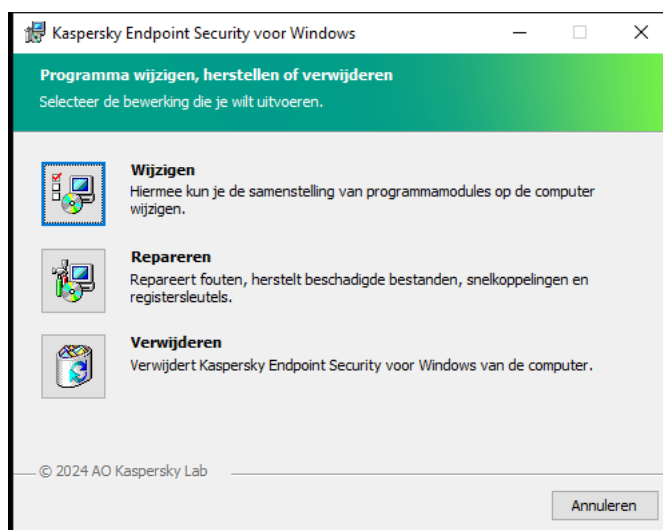 Kaspersky Endpoint Security voor Windows
Programma wijzigen, herstellen of verwijderen
Selecteer de bewerking die je wilt uitvoeren.
Wijzigen
Hiermee kun je de samenstelling van programmamodules op de computer
wijzigen.
Repareren
Repareert fouten, herstelt beschadigde bestanden, snelkoppelingen en
registersleutels.
Verwijderen
Verwijdert Kaspersky Endpoint Security voor Windows van de computer.
© 2024 AO Kaspersky Lab
Annuleren